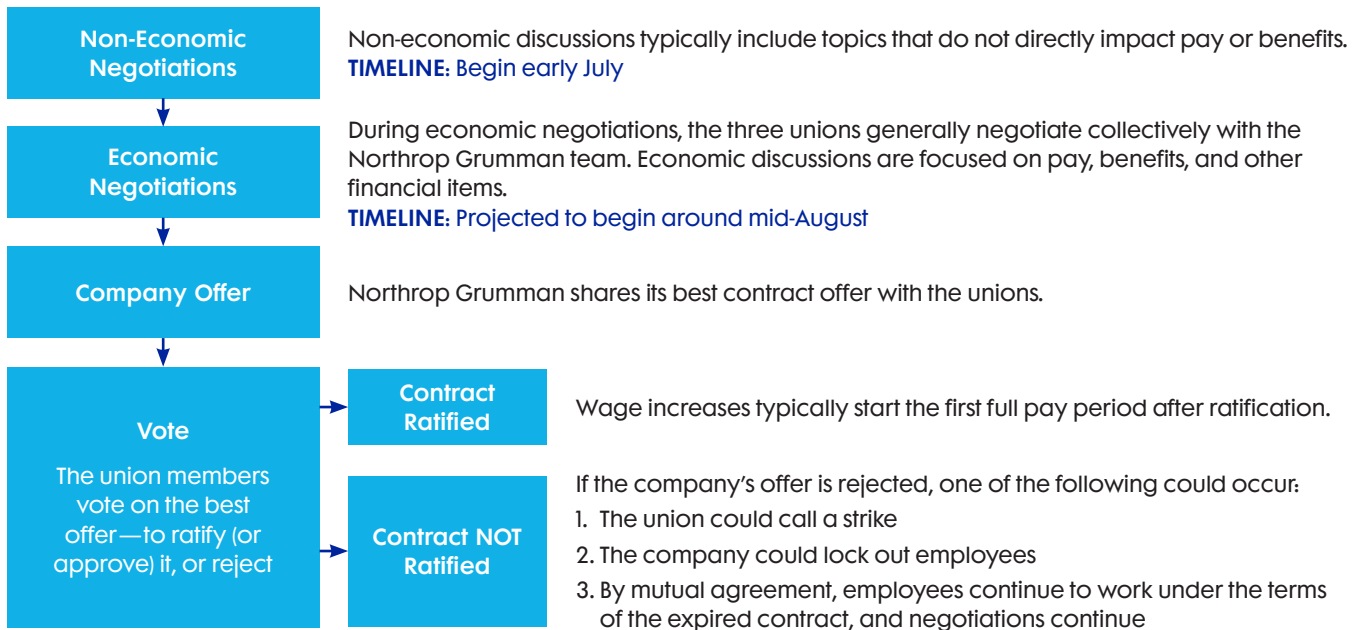 Non-Economic
Negotiations
Non-economic discussions typically include topics that do not directly impact pay or benefits.
TIMELINE: Begin early July
Economic
Negotiations
During economic negotiations, the three unions generally negotiate collectively with the
Northrop Grumman team. Economic discussions are focused on pay, benefits, and other
financial items.
TIMELINE: Projected to begin around mid-August
Company Offer
Northrop Grumman shares its best contract offer with the unions.
Vote
The union members
vote on the best
offer—to ratify (or
approve) it, or reject
Contract
Ratified
Wage increases typically start the first full pay period after ratification.
Contract NOT
Ratified
If the company's offer is rejected, one of the following could occur:
1. The union could call a strike
2. The company could lock out employees
3. By mutual agreement, employees continue to work under the terms
of the expired contract, and negotiations continue